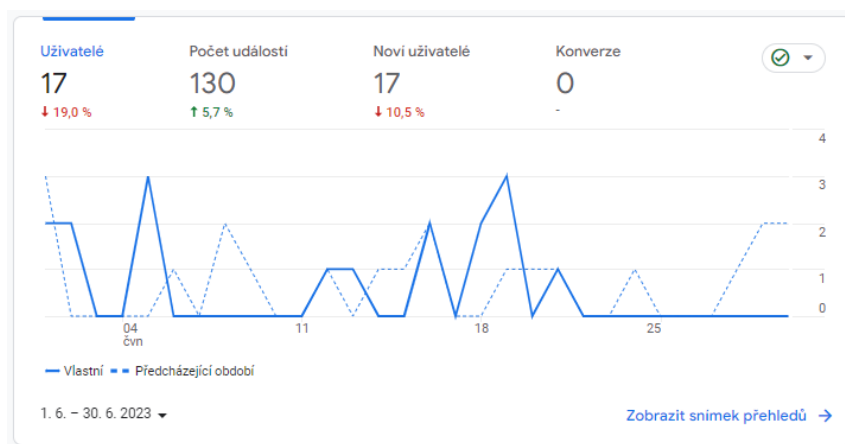 Uživatelé Počet událostí Noví uživatelé Konverze
17 130 17 0
↓ 19,0 % ↑ 5,7 % ↓ 10,5 % -
4
3
2
1
0
04 11 18 25
čvn
Vlastní Předcházející období
1. 6. – 30. 6. 2023
Zobrazit snímek přehledů →